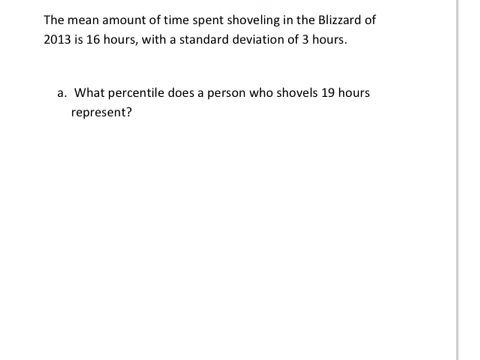 The mean amount of time spent shoveling in the Blizzard of
2013 is 16 hours, with a standard deviation of 3 hours.
a. What percentile does a person who shovels 19 hours
represent?